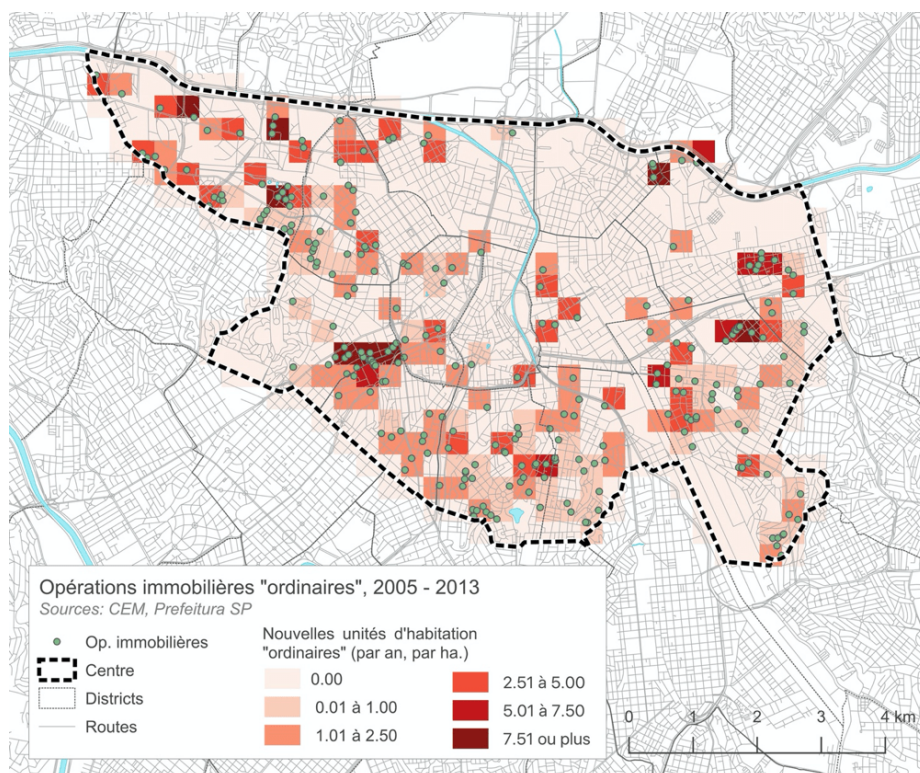 Opérations immobilières "ordinaires", 2005 - 2013
Sources: CEM, Prefeitura SP
Op. immobilières
Centre
Districts
Routes
Nouvelles unités d'habitation
"ordinaires" (par an, par ha.)
0.00
0.01 à 1.00
1.01 à 2.50
2.51 à 5.00
5.01 à 7.50
7.51 ou plus
0 1 2 3 4 km